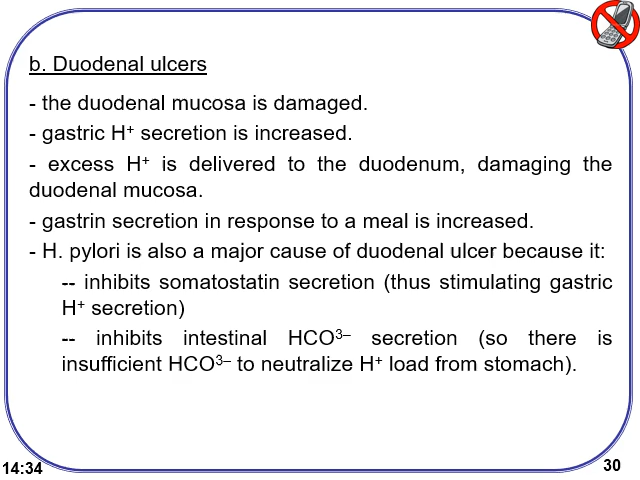 b. Duodenal ulcers
- the duodenal mucosa is damaged.
- gastric H⁺ secretion is increased.
- excess H⁺ is delivered to the duodenum, damaging the
duodenal mucosa.
- gastrin secretion in response to a meal is increased.
- H. pylori is also a major cause of duodenal ulcer because it:
-- inhibits somatostatin secretion (thus stimulating gastric
H⁺ secretion)
-- inhibits intestinal HCO³⁻ secretion (so there is
insufficient HCO³⁻ to neutralize H⁺ load from stomach).
14:34
30